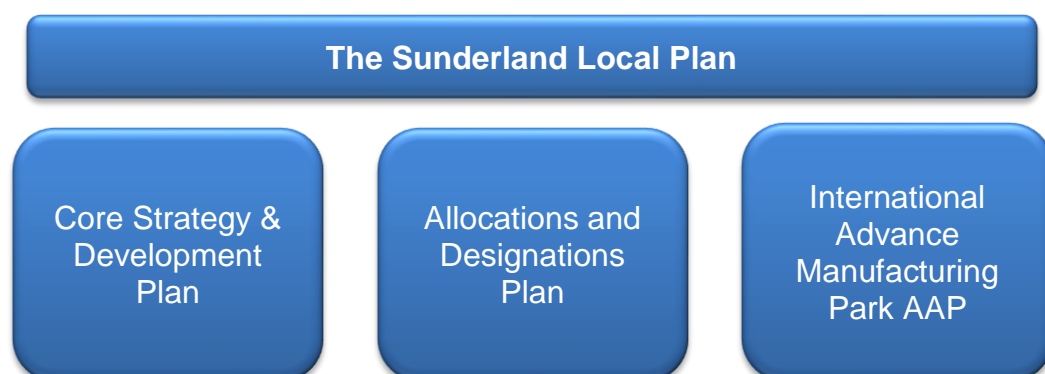 The Sunderland Local Plan
Core Strategy &
Development
Plan
Allocations and
Designations
Plan
International
Advance
Manufacturing
Park AAP